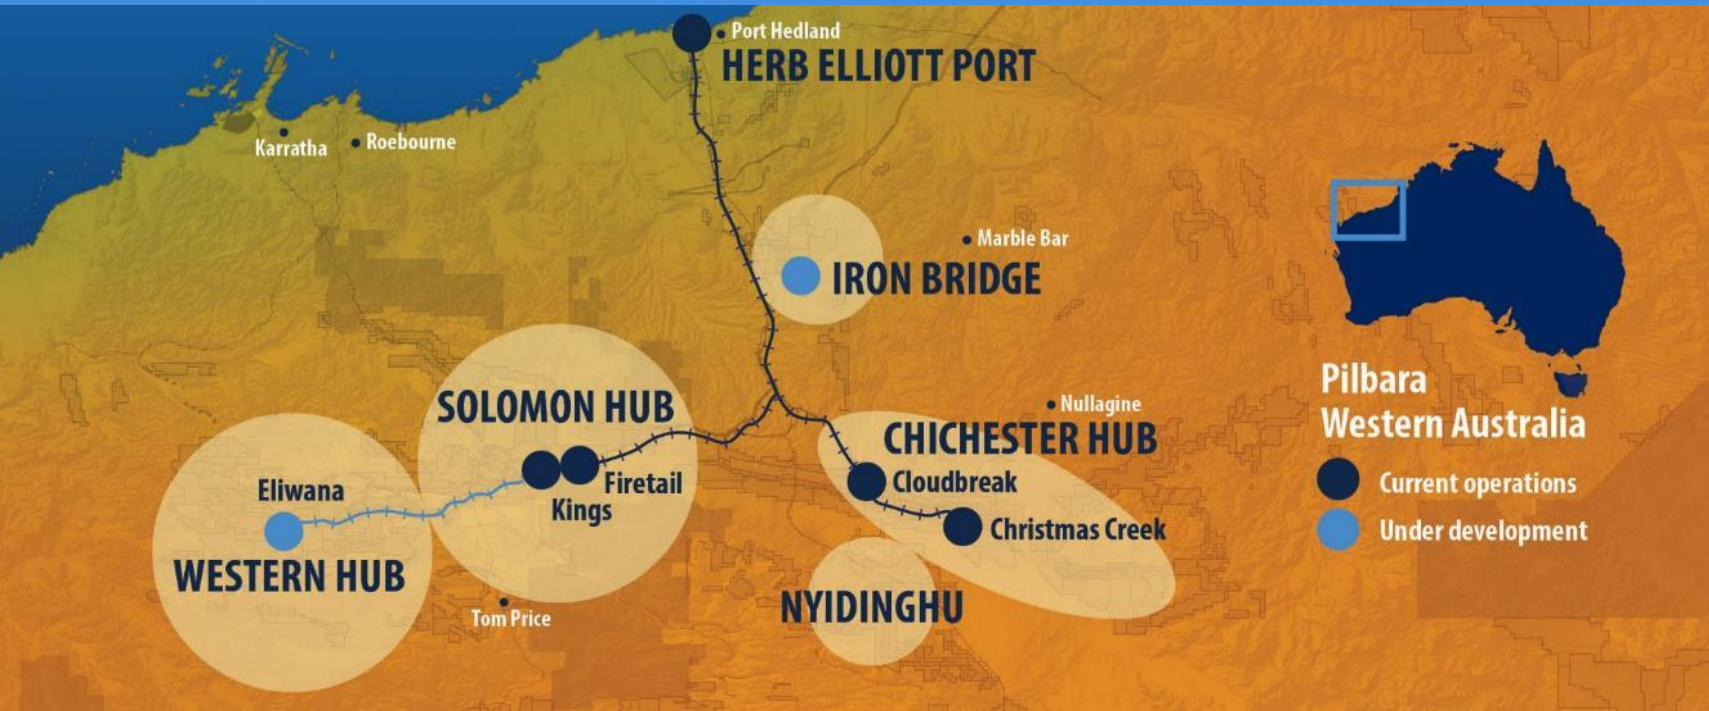 Port Hedland
HERB ELLIOTT PORT
Karratha
Roebourne
Marble Bar
IRON BRIDGE
Pilbara
Western Australia
Current operations
Under development
SOLOMON HUB
Firetail
Kings
Nullagine
CHICHESTER HUB
Cloudbreak
Christmas Creek
Eliwana
WESTERN HUB
Tom Price
NYIDINGHU